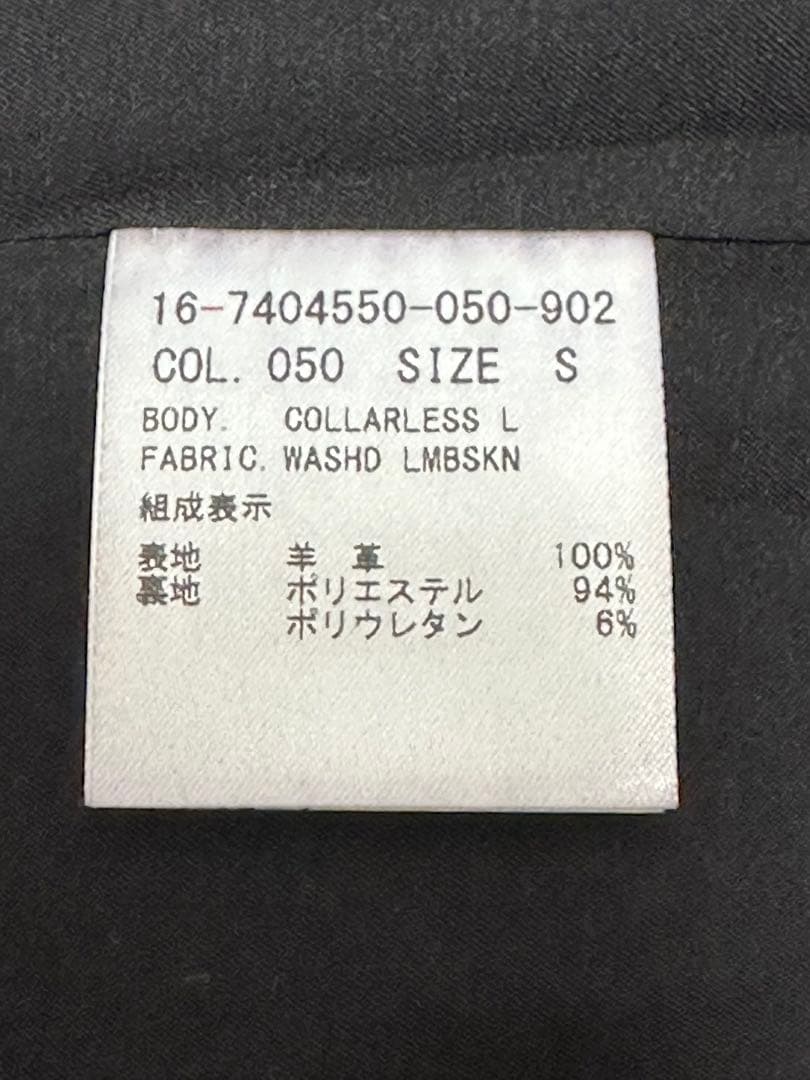 16-7404550-050-902
COL. 050 SIZE S
BODY. COLLARLESS L
FABRIC. WASHD LMBSKN
組成表示
表地 羊 革 100%
裏地 ポリエステル 94%
ポリウレタン 6%